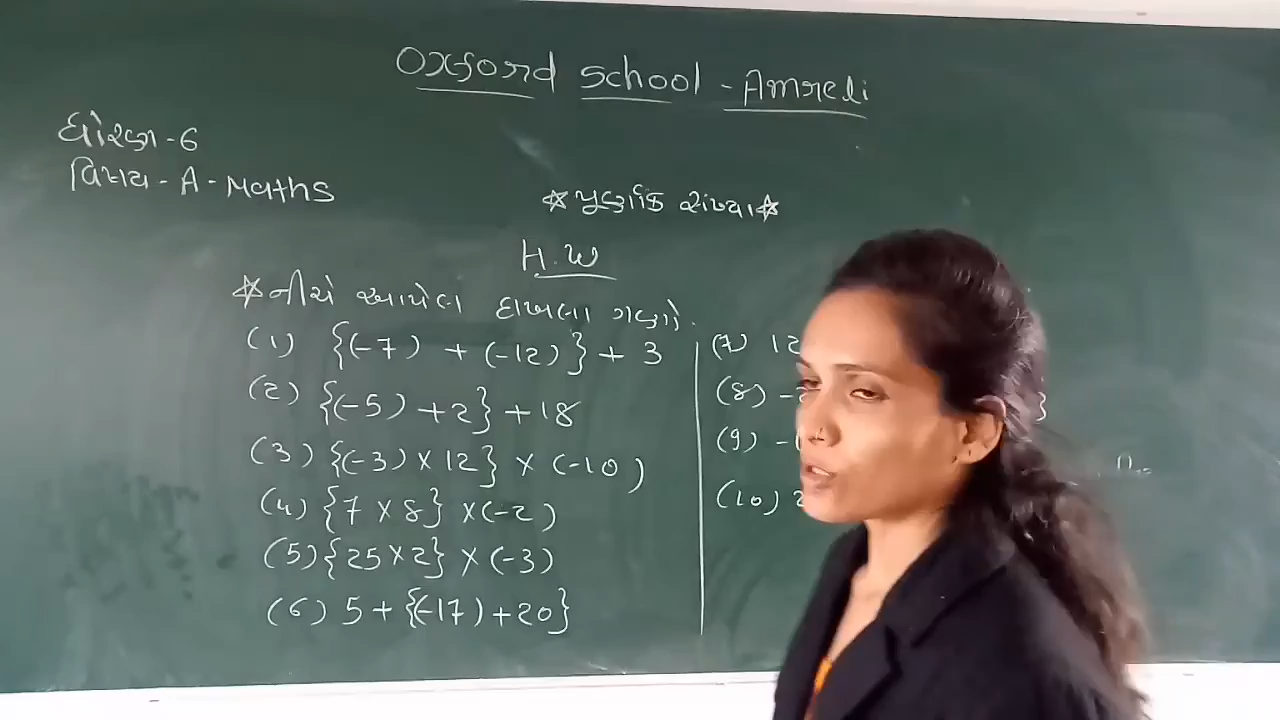 Oxford School - Amreli
ધોરણ - 6
વિષય - A - Maths
☆ પૂર્ણાંક સંખ્યા ☆
H.W
☆ નીચે આપેલ દાખલા ગણો.
(1) {(-7) + (-12)} + 3
(2) {(-5) + 2} + 18
(3) {(-3) × 12} × (-10)
(4) {7 × 8} × (-2)
(5) {25 × 2} × (-3)
(6) 5 + {(-17) + 20}
(7) 12
(8) - }
(9) -
(10)